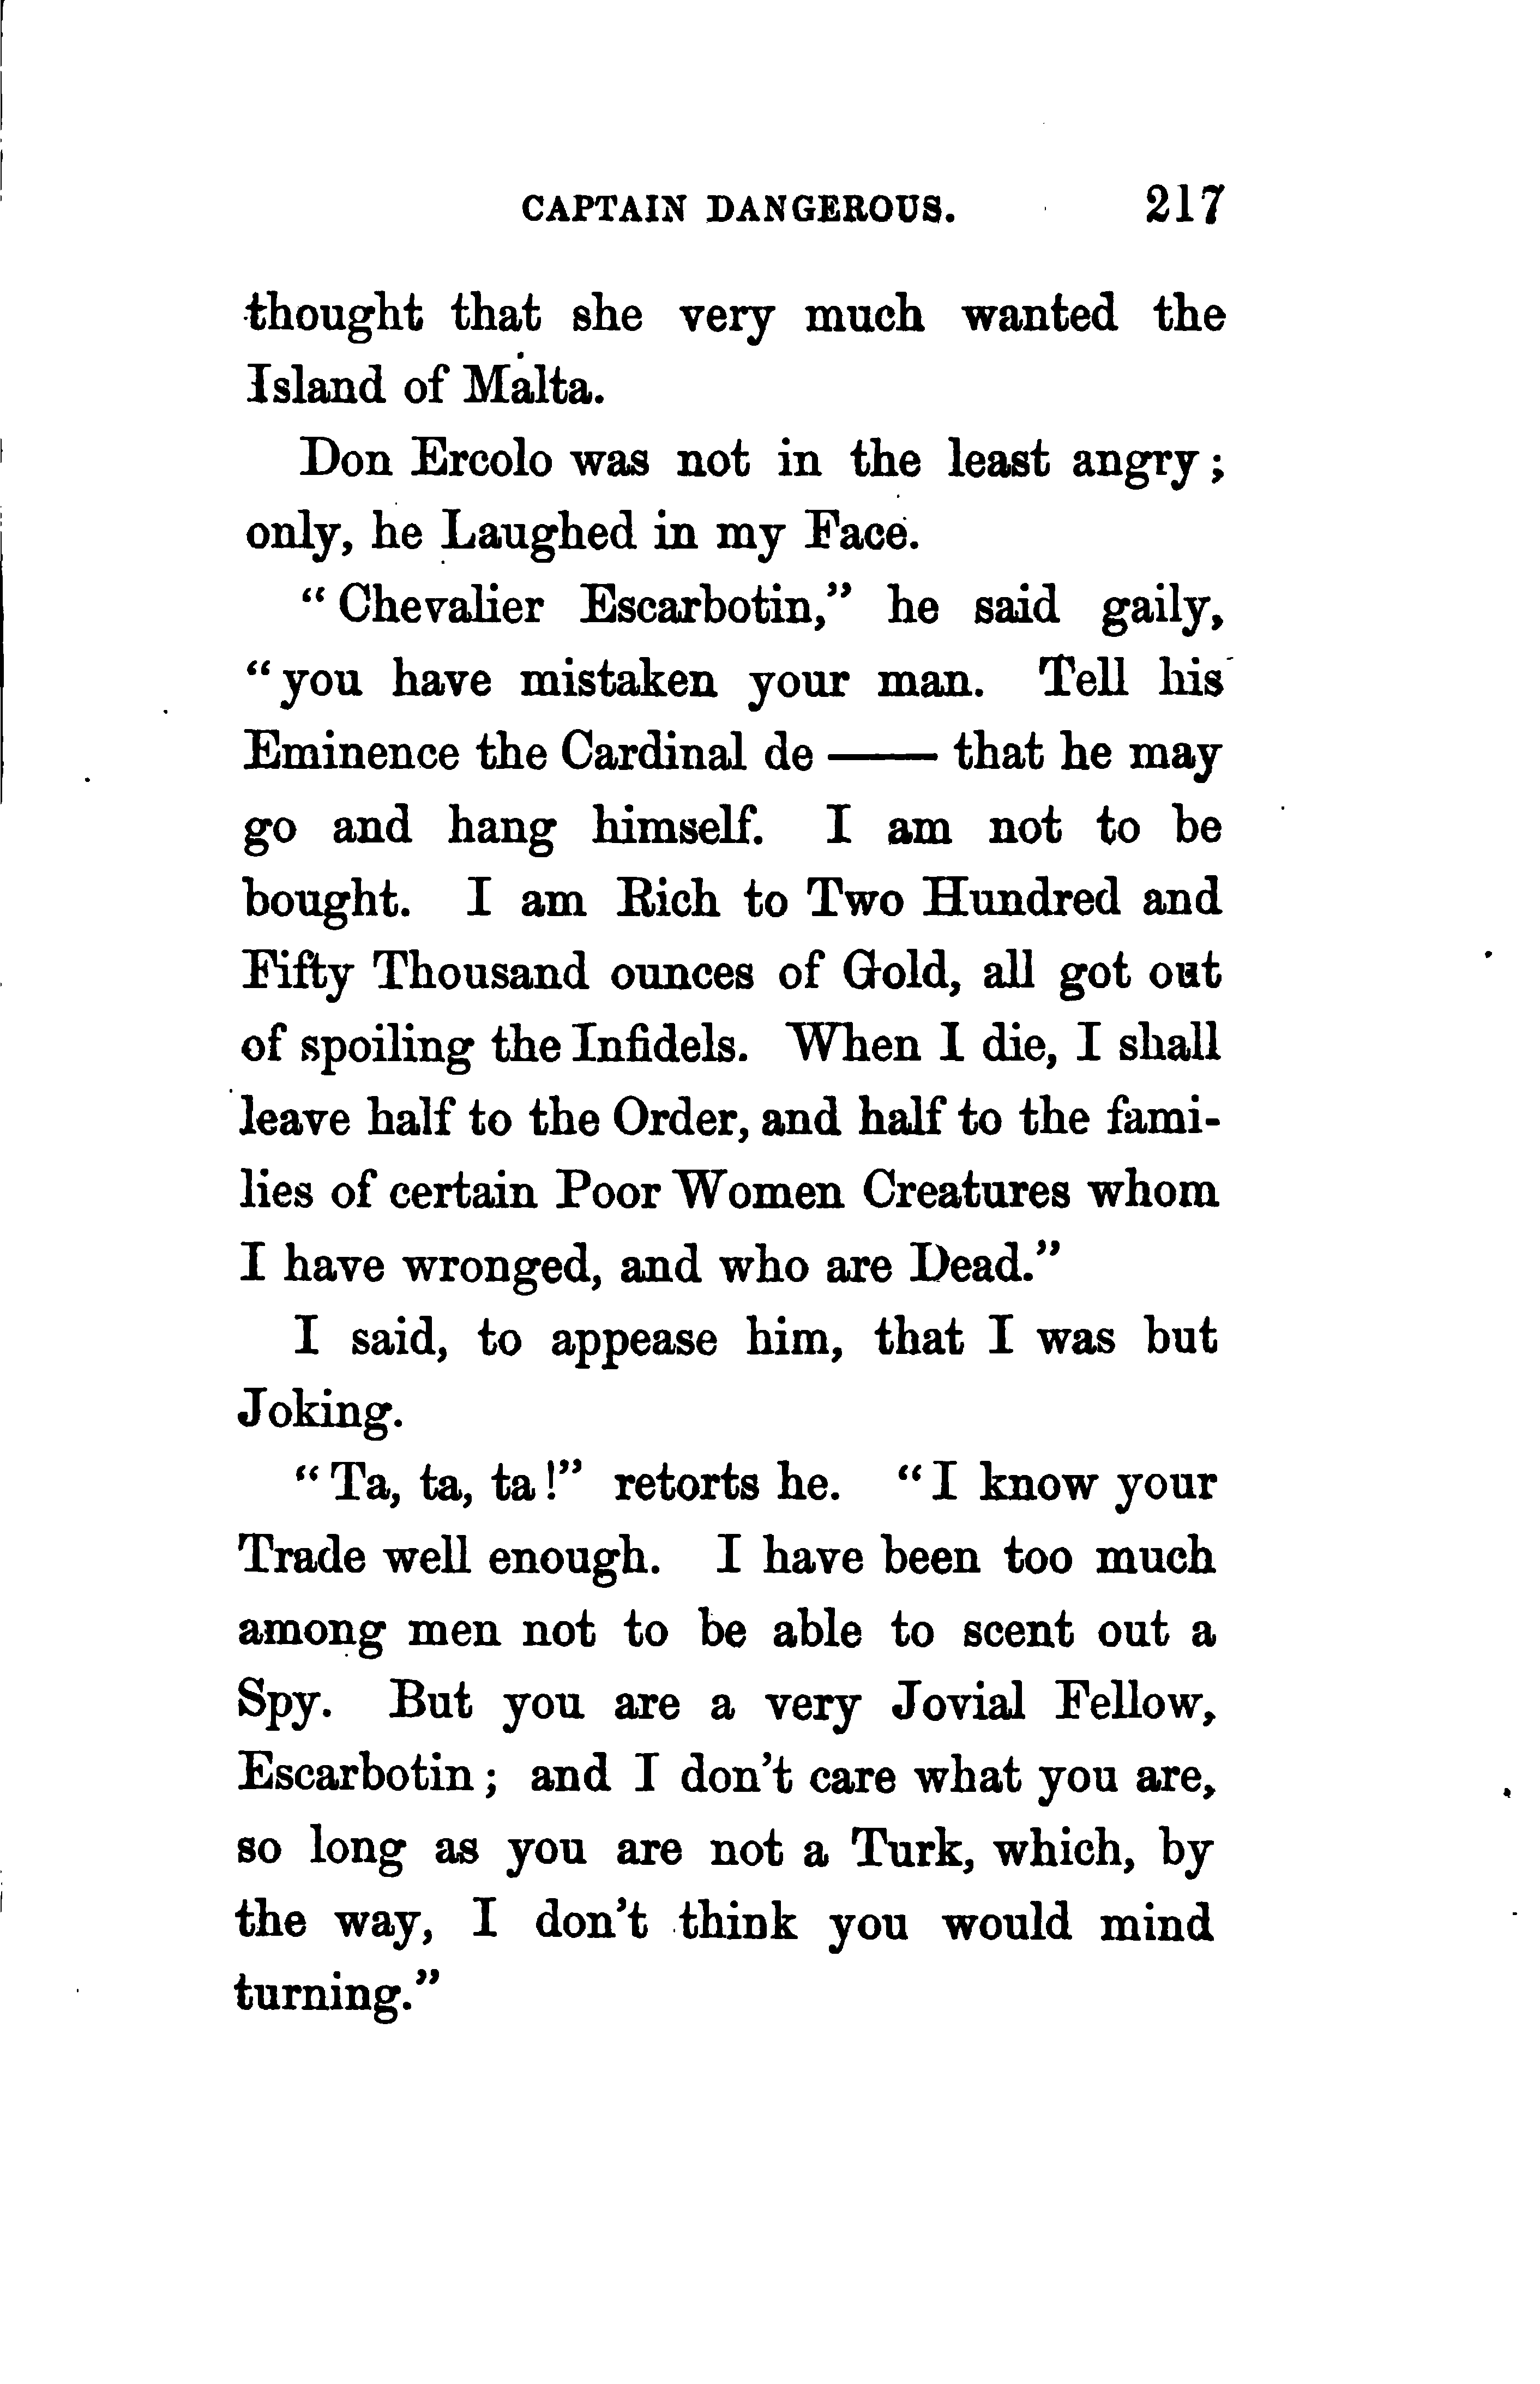 CAPTAIN DANGEROUS. 217
thought that she very much wanted the
Island of Malta.
Don Ercolo was not in the least angry;
only, he Laughed in my Face.
"Chevalier Escarbotin," he said gaily,
"you have mistaken your man. Tell his
Eminence the Cardinal de —— that he may
go and hang himself. I am not to be
bought. I am Rich to Two Hundred and
Fifty Thousand ounces of Gold, all got out
of spoiling the Infidels. When I die, I shall
leave half to the Order, and half to the fami-
lies of certain Poor Women Creatures whom
I have wronged, and who are Dead."
I said, to appease him, that I was but
Joking.
"Ta, ta, ta!" retorts he. "I know your
Trade well enough. I have been too much
among men not to be able to scent out a
Spy. But you are a very Jovial Fellow,
Escarbotin; and I don't care what you are,
so long as you are not a Turk, which, by
the way, I don't think you would mind
turning."